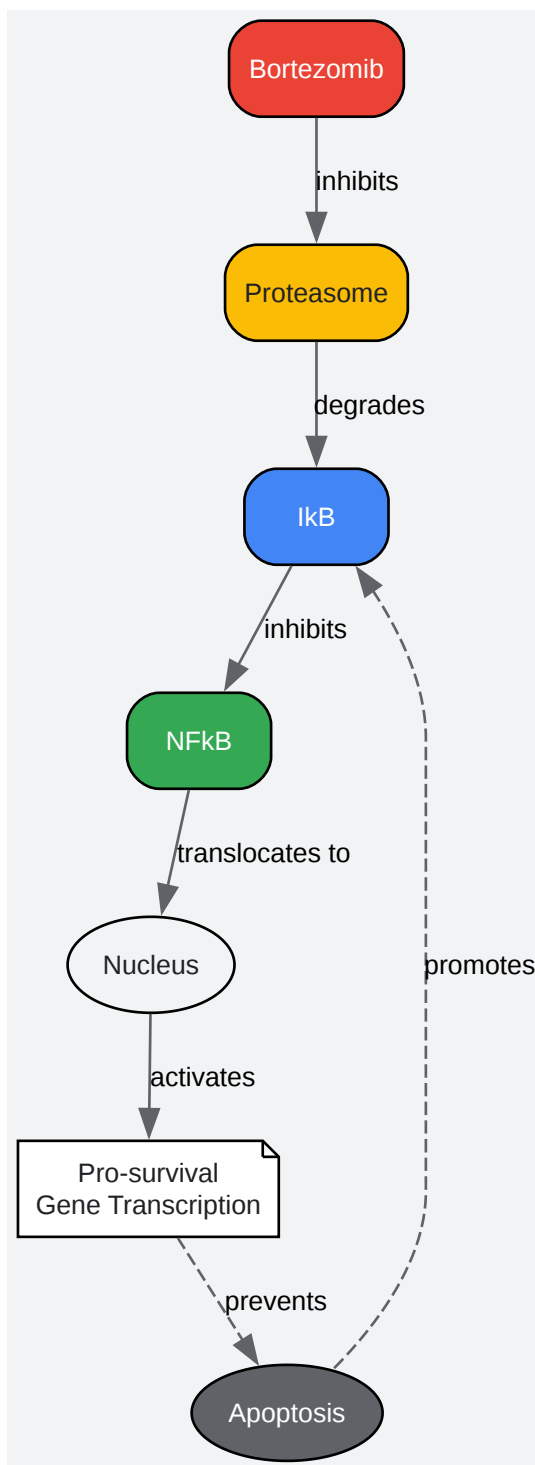 Bortezomib
inhibits
Proteasome
degrades
IkB
inhibits
NFkB
translocates to
Nucleus
promotes
activates
Pro-survival
Gene Transcription
prevents
Apoptosis